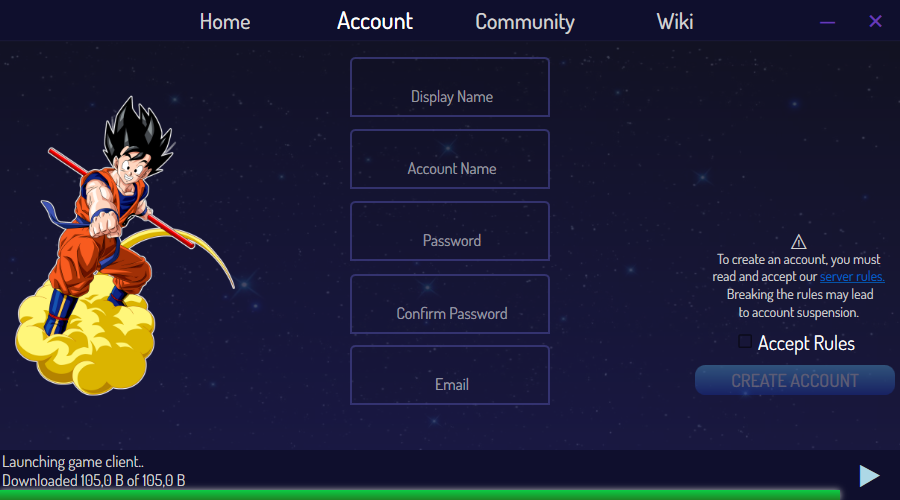 Home Account Community Wiki
Display Name
Account Name
Password
Confirm Password
Email
To create an account, you must
read and accept our server rules.
Breaking the rules may lead
to account suspension.
Accept Rules
CREATE ACCOUNT
Launching game client..
Downloaded 105,0 B of 105,0 B